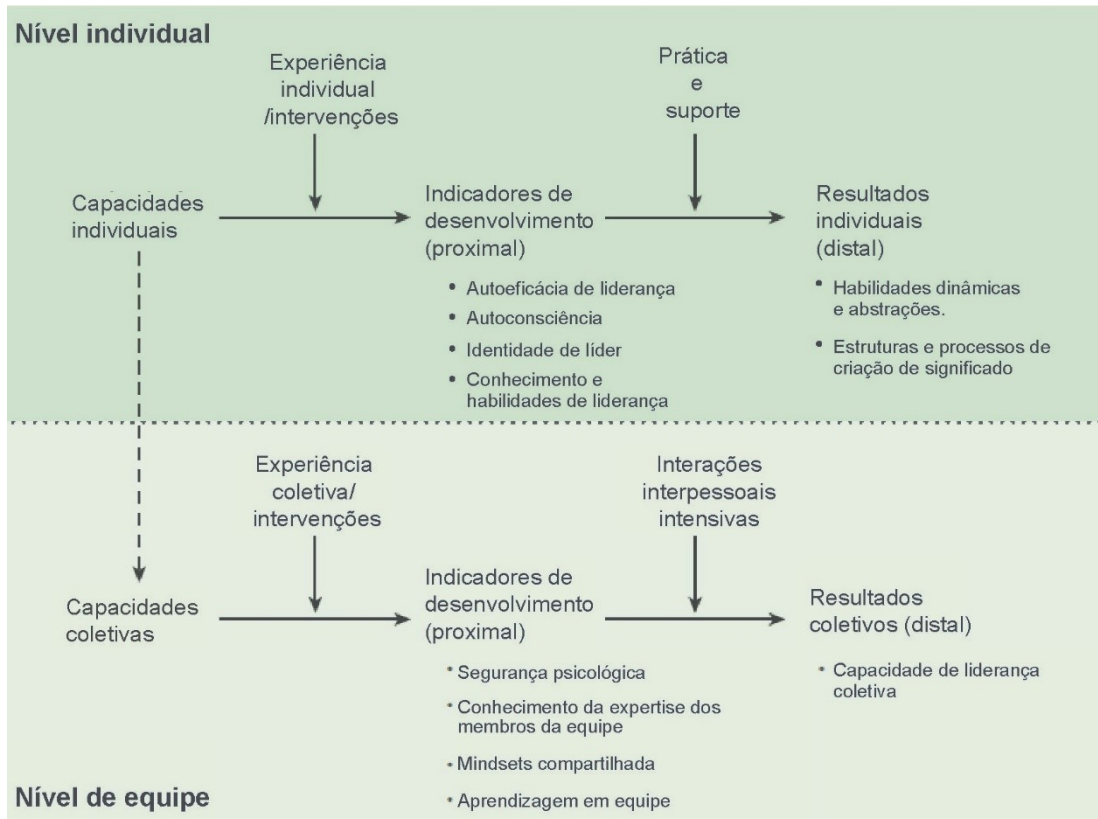 Nível individual
Experiência
individual
/intervenções
Prática
e
suporte
Capacidades
individuais
Indicadores de
desenvolvimento
(proximal)
• Autoeficácia de liderança
• Autoconsciência
• Identidade de líder
• Conhecimento e
habilidades de liderança
Resultados
individuais
(distal)
• Habilidades dinâmicas
e abstrações.
• Estruturas e processos de
criação de significado
Experiência
coletiva/
intervenções
Interações
interpessoais
intensivas
Capacidades
coletivas
Indicadores de
desenvolvimento
(proximal)
• Segurança psicológica
• Conhecimento da expertise dos
membros da equipe
• Mindsets compartilhada
• Aprendizagem em equipe
Resultados
coletivos (distal)
• Capacidade de liderança
coletiva
Nível de equipe